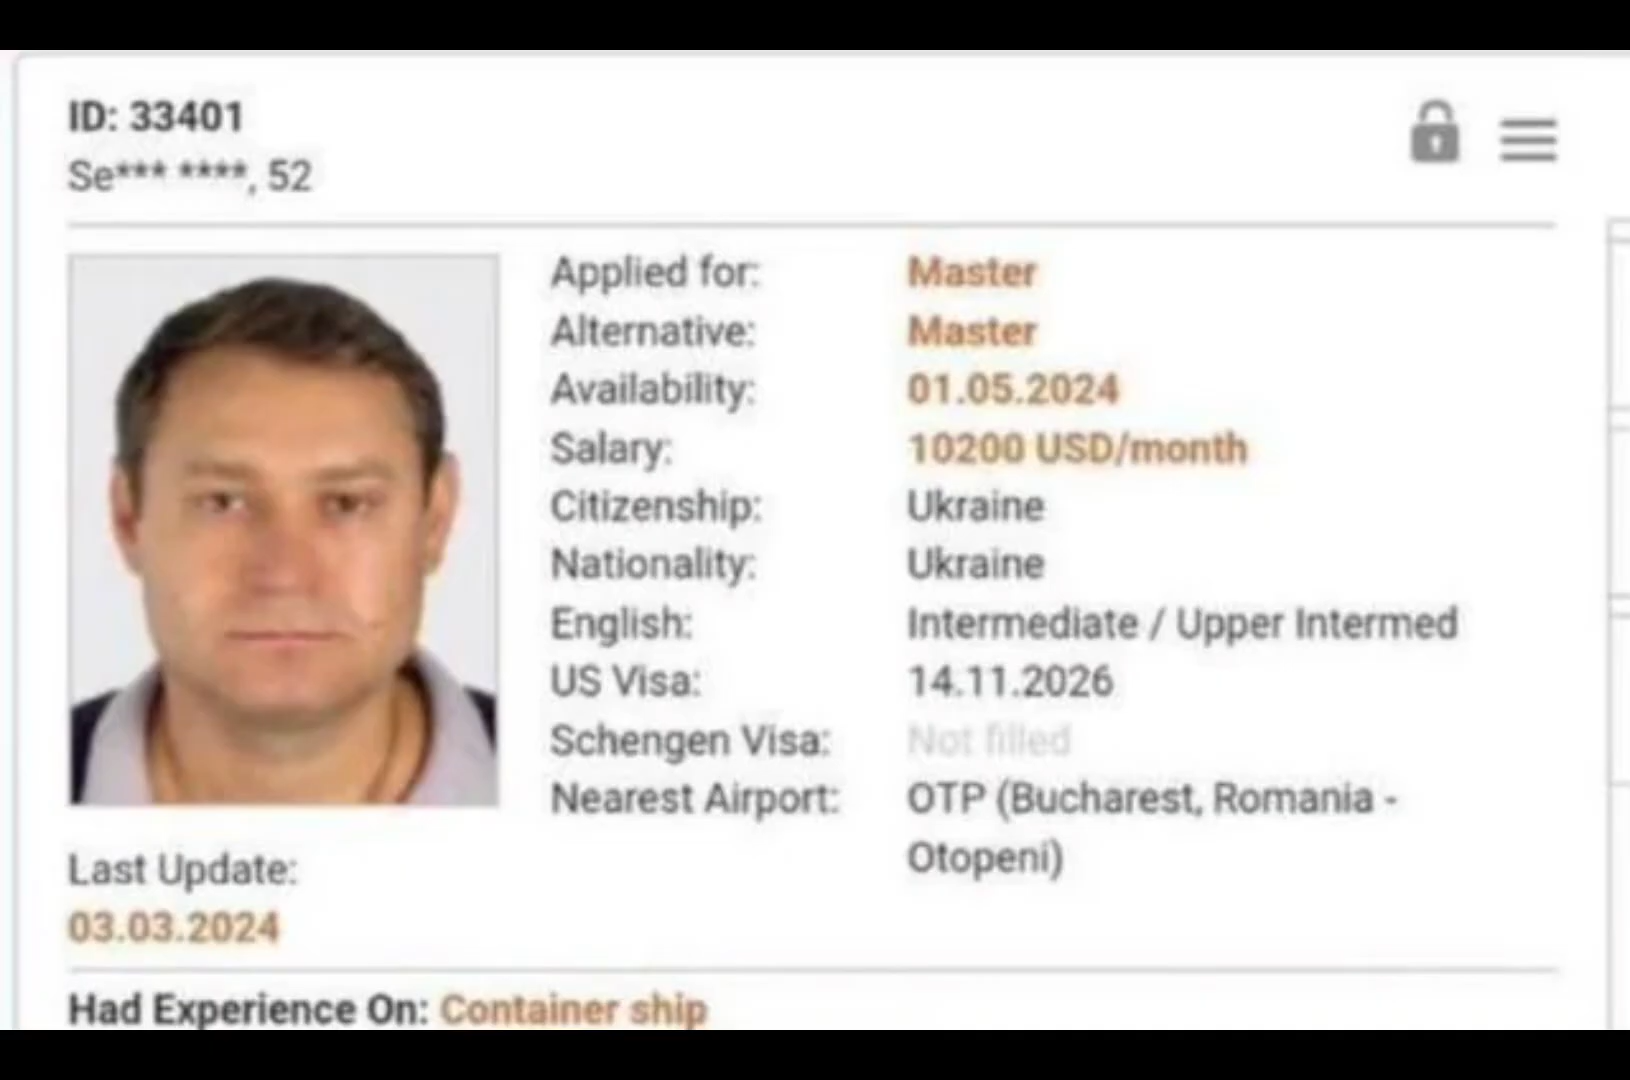 ID: 33401
Se*** ****, 52
Applied for: Master
Alternative: Master
Availability: 01.05.2024
Salary: 10200 USD/month
Citizenship: Ukraine
Nationality: Ukraine
English: Intermediate / Upper Intermed
US Visa: 14.11.2026
Schengen Visa: Not filled
Nearest Airport: OTP (Bucharest, Romania -
Otopeni)
Last Update:
03.03.2024
Had Experience On: Container ship